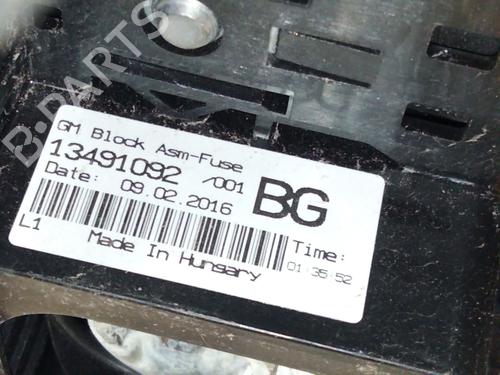 B-PARTS
GM Block Asm-Fuse
13491092 /001 BG
Date: 09.02.2016
L1
Made In Hungary
Time:
01:35:52